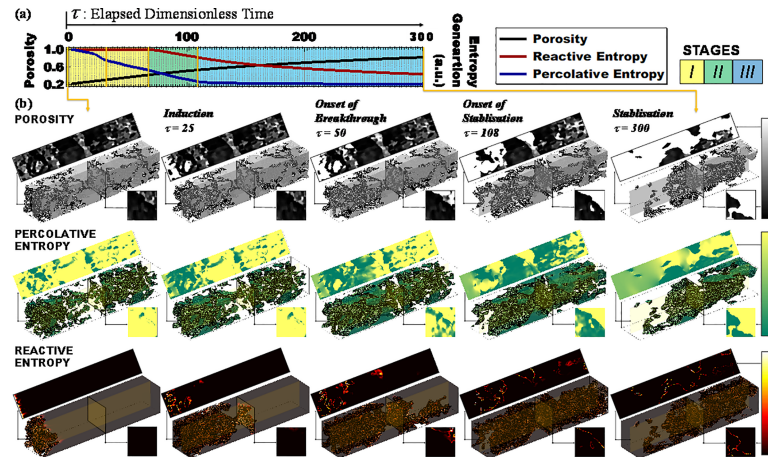 (a)
τ : Elapsed Dimensionless Time
0 100 200 300
Porosity
1.0
0.6
0.2
Entropy
Geneartion
(a.u.)
Porosity
Reactive Entropy
Percolative Entropy
STAGES
I II III
(b)
POROSITY
Induction
τ = 25
Onset of
Breakthrough
τ = 50
Onset of
Stablisation
τ = 108
Stablisation
τ = 300
PERCOLATIVE
ENTROPY
REACTIVE
ENTROPY